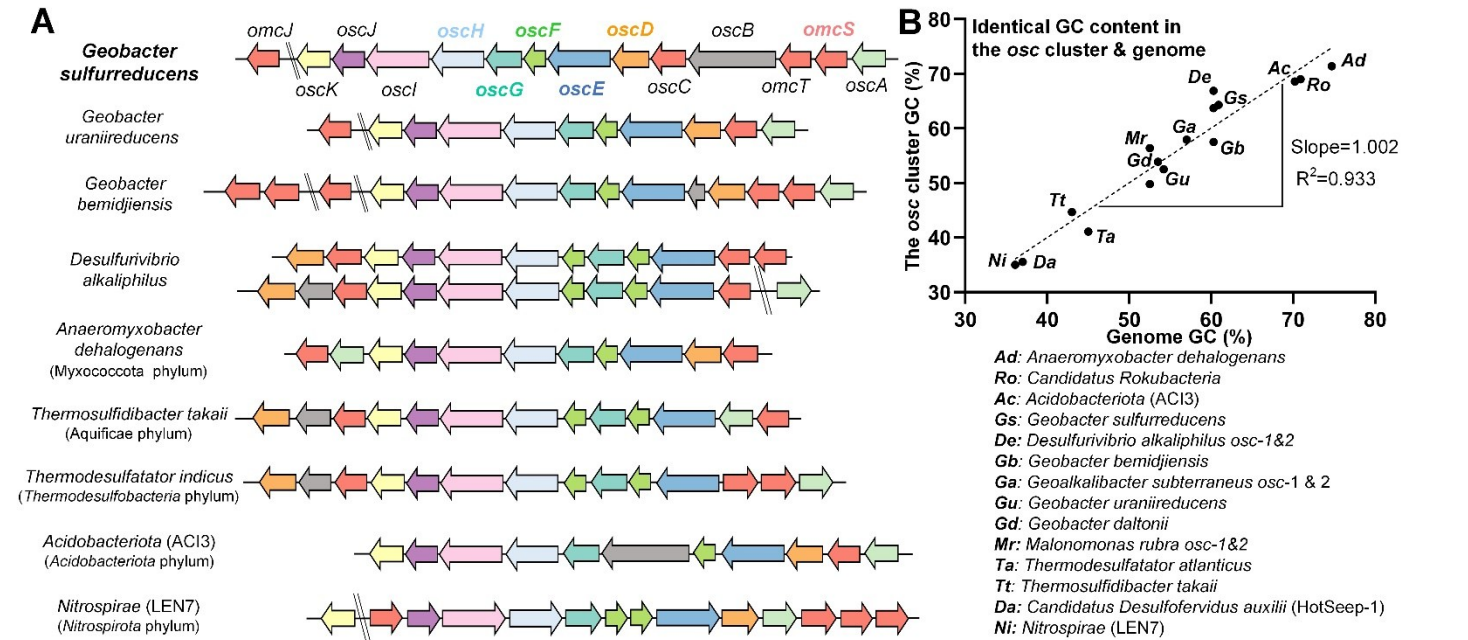 A
omcJ oscJ oscH oscF oscD oscB omcS
Geobacter
sulfurreducens
oscK oscI oscG oscE oscC omcT oscA
Geobacter
uraniireducens
Geobacter
bemidjiensis
Desulfurivibrio
alkaliphilus
Anaeromyxobacter
dehalogenans
(Myxococcota phylum)
Thermosulfidibacter takaii
(Aquificae phylum)
Thermodesulfatator indicus
(Thermodesulfobacteria phylum)
Acidobacteriota (ACI3)
(Acidobacteriota phylum)
Nitrospirae (LEN7)
(Nitrospirota phylum)
B
Identical GC content in
the osc cluster & genome
The osc cluster GC (%)
80
70
60
50
40
30
Ad
Ac
Ro
De
Gs
Ga
Gb
Mr
Gd
Gu
Tt
Ta
Ni
Da
Slope=1.002
R²=0.933
30 40 50 60 70 80
Genome GC (%)
Ad: Anaeromyxobacter dehalogenans
Ro: Candidatus Rokubacteria
Ac: Acidobacteriota (ACI3)
Gs: Geobacter sulfurreducens
De: Desulfurivibrio alkaliphilus osc-1&2
Gb: Geobacter bemidjiensis
Ga: Geoalkalibacter subterraneus osc-1 & 2
Gu: Geobacter uraniireducens
Gd: Geobacter daltonii
Mr: Malonomonas rubra osc-1&2
Ta: Thermodesulfatator atlanticus
Tt: Thermosulfidibacter takaii
Da: Candidatus Desulfofervidus auxilii (HotSeep-1)
Ni: Nitrospirae (LEN7)